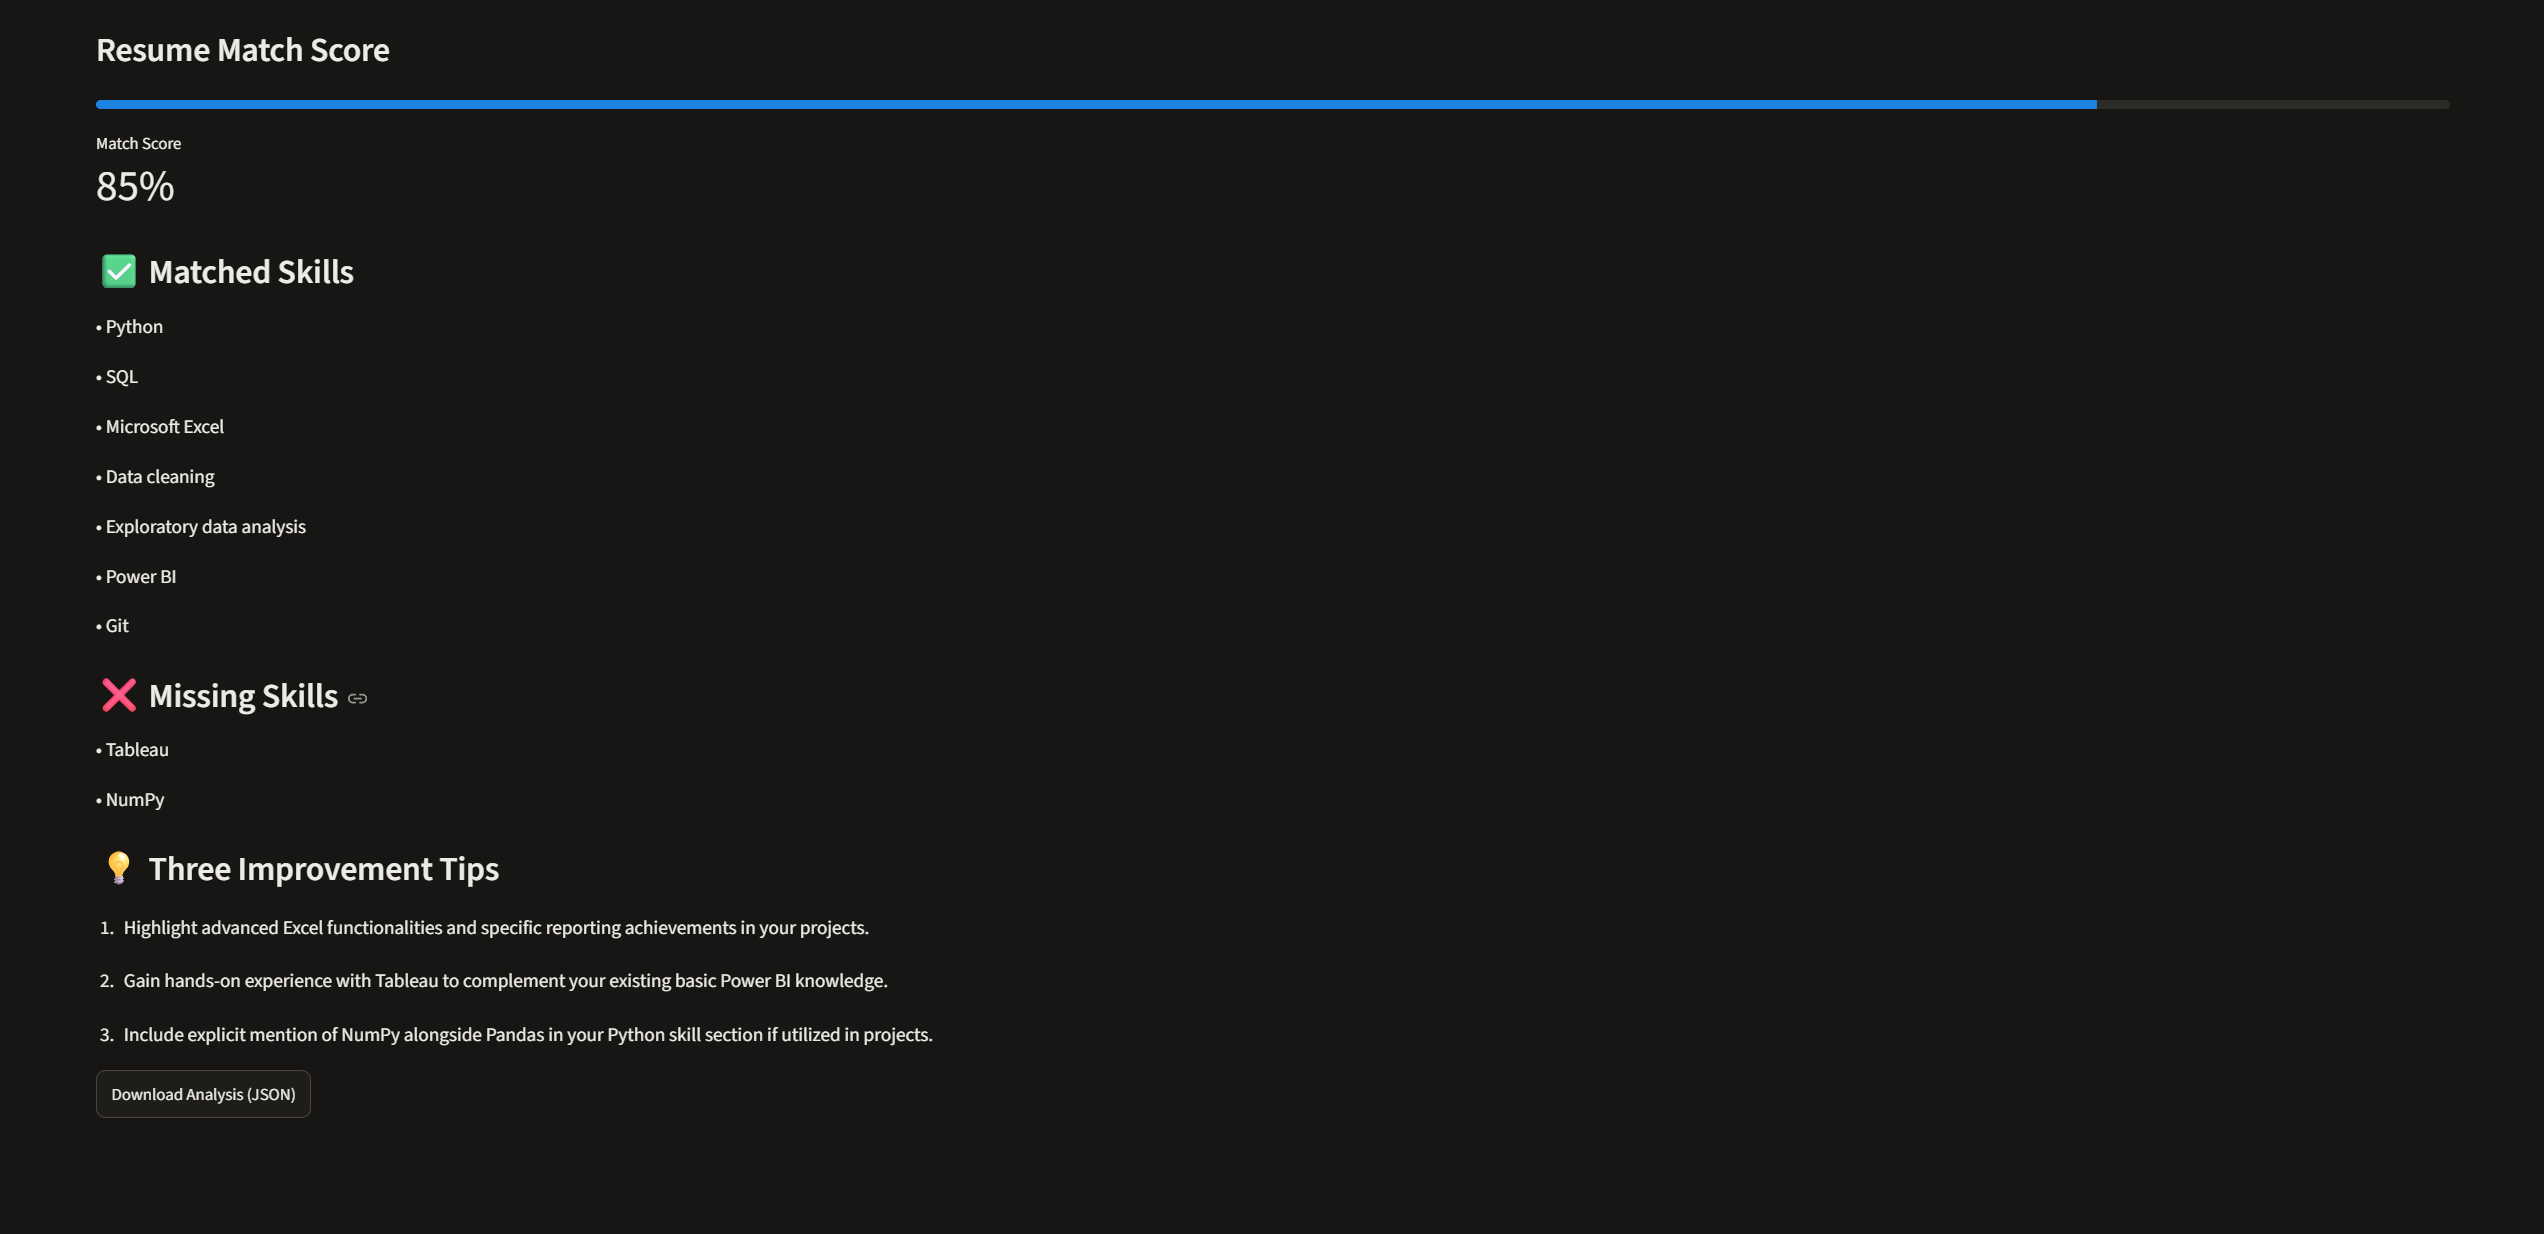 Resume Match Score
Match Score
85%
✅ Matched Skills
• Python
• SQL
• Microsoft Excel
• Data cleaning
• Exploratory data analysis
• Power BI
• Git
❌ Missing Skills
• Tableau
• NumPy
💡 Three Improvement Tips
1. Highlight advanced Excel functionalities and specific reporting achievements in your projects.
2. Gain hands-on experience with Tableau to complement your existing basic Power BI knowledge.
3. Include explicit mention of NumPy alongside Pandas in your Python skill section if utilized in projects.
Download Analysis (JSON)